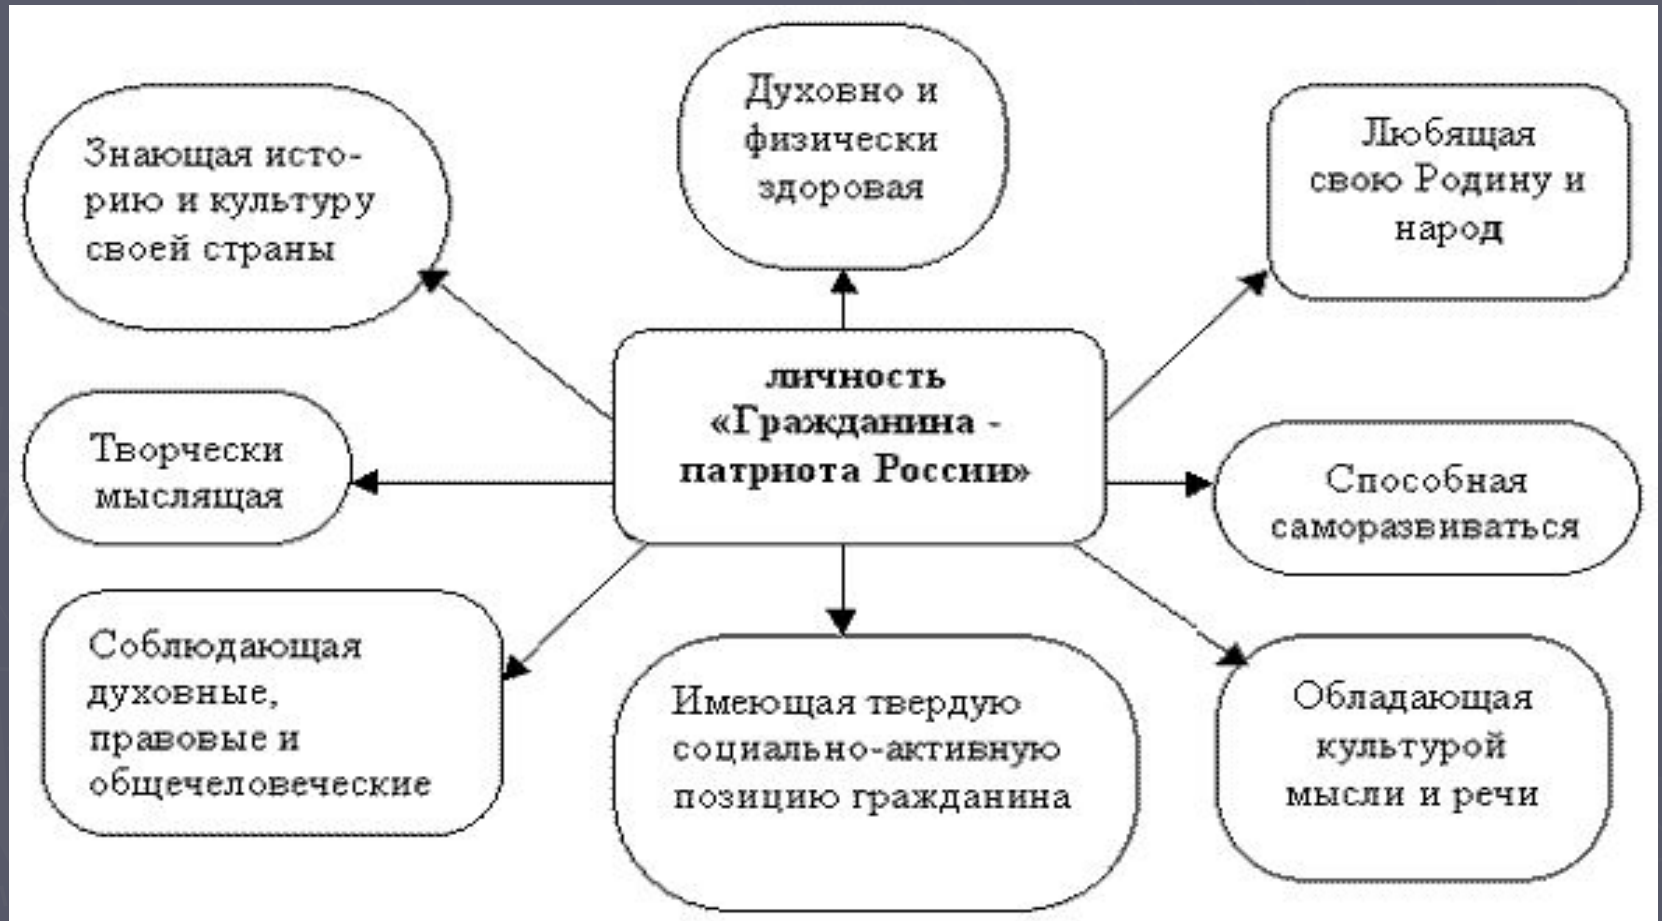 Духовно и
физически
здоровая
Знающая исто-
рию и культуру
своей страны
Любящая
свою Родину и
народ
личность
«Гражданина -
патриота России»
Творчески
мыслящая
Способная
саморазвиваться
Соблюдающая
духовные,
правовые и
общечеловеческие
Имеющая твердую
социально-активную
позицию гражданина
Обладающая
культурой
мысли и речи